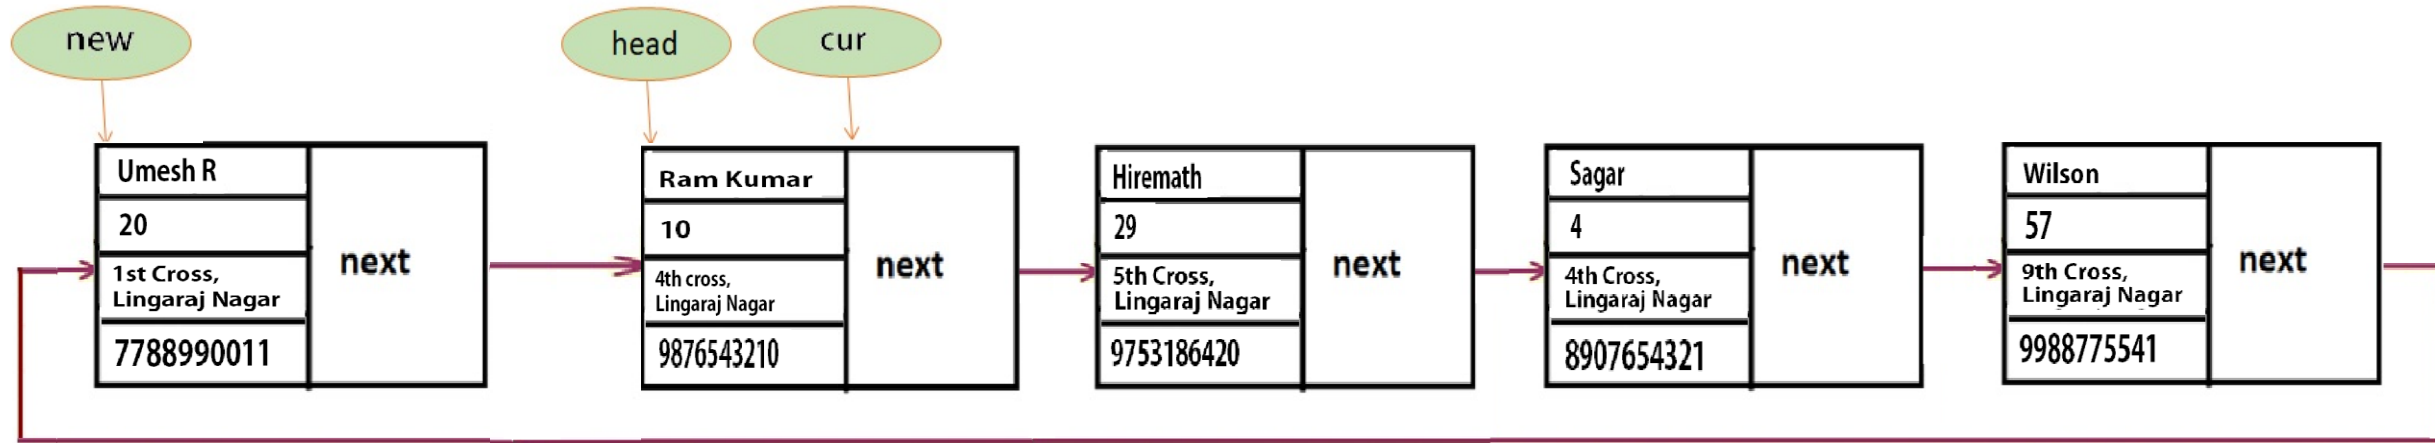 new
head
cur
Umesh R
20
1st Cross,
Lingaraj Nagar
7788990011
next
Ram Kumar
10
4th cross,
Lingaraj Nagar
9876543210
next
Hiremath
29
5th Cross,
Lingaraj Nagar
9753186420
next
Sagar
4
4th Cross,
Lingaraj Nagar
8907654321
next
Wilson
57
9th Cross,
Lingaraj Nagar
9988775541
next